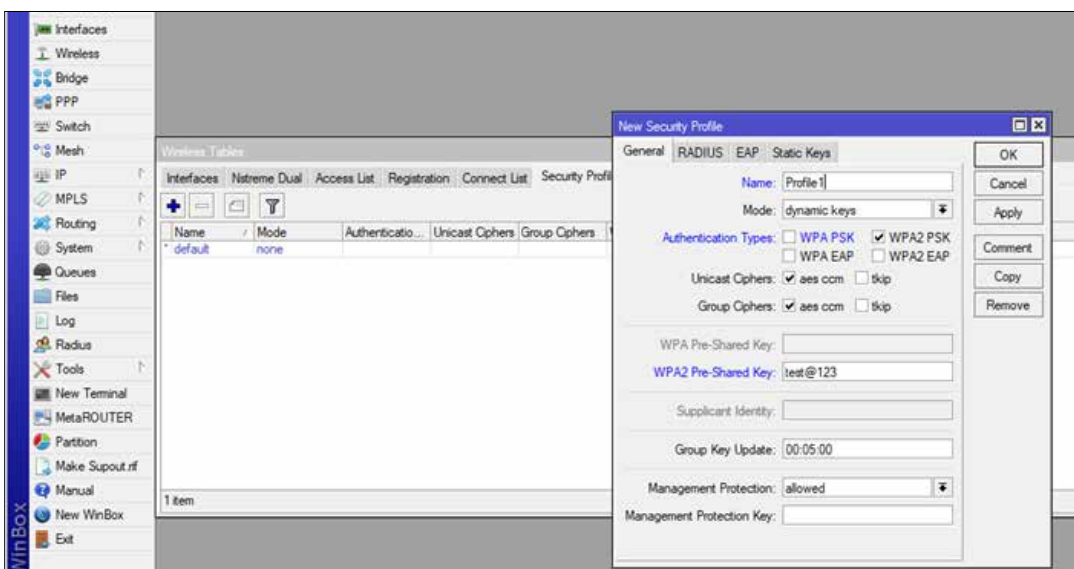 Interfaces
Wireless
Bridge
PPP
Switch
Mesh
IP
MPLS
Routing
System
Queues
Files
Log
Radius
Tools
New Terminal
MetaROUTER
Partition
Make Supout.rif
Manual
New WinBox
Exit
WinBox
Wireless Tables
Interfaces Nstreme Dual Access List Registration Connect List Security Profil
Name / Mode Authenticatio... Unicast Ciphers Group Ciphers
* default none
1 item
New Security Profile
General RADIUS EAP Static Keys
Name: Profile1
Mode: dynamic keys
Authentication Types: WPA PSK WPA2 PSK
WPA EAP WPA2 EAP
Unicast Ciphers: aes ccm tkip
Group Ciphers: aes ccm tkip
WPA Pre-Shared Key:
WPA2 Pre-Shared Key: test@123
Supplicant Identity:
Group Key Update: 00:05:00
Management Protection: allowed
Management Protection Key:
OK
Cancel
Apply
Comment
Copy
Remove